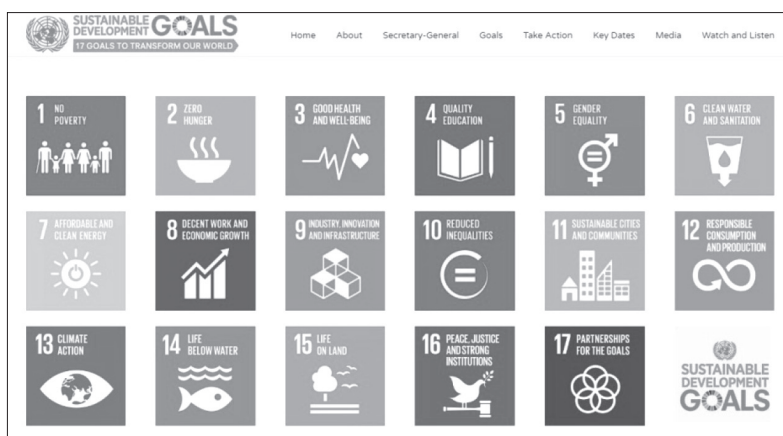 SUSTAINABLE
DEVELOPMENT GOALS
17 GOALS TO TRANSFORM OUR WORLD
Home About Secretary-General Goals Take Action Key Dates Media Watch and Listen
1 NO
POVERTY
2 ZERO
HUNGER
3 GOOD HEALTH
AND WELL-BEING
4 QUALITY
EDUCATION
5 GENDER
EQUALITY
6 CLEAN WATER
AND SANITATION
7 AFFORDABLE AND
CLEAN ENERGY
8 DECENT WORK AND
ECONOMIC GROWTH
9 INDUSTRY, INNOVATION
AND INFRASTRUCTURE
10 REDUCED
INEQUALITIES
11 SUSTAINABLE CITIES
AND COMMUNITIES
12 RESPONSIBLE
CONSUMPTION
AND PRODUCTION
13 CLIMATE
ACTION
14 LIFE
BELOW WATER
15 LIFE
ON LAND
16 PEACE, JUSTICE
AND STRONG
INSTITUTIONS
17 PARTNERSHIPS
FOR THE GOALS
SUSTAINABLE
DEVELOPMENT
GOALS